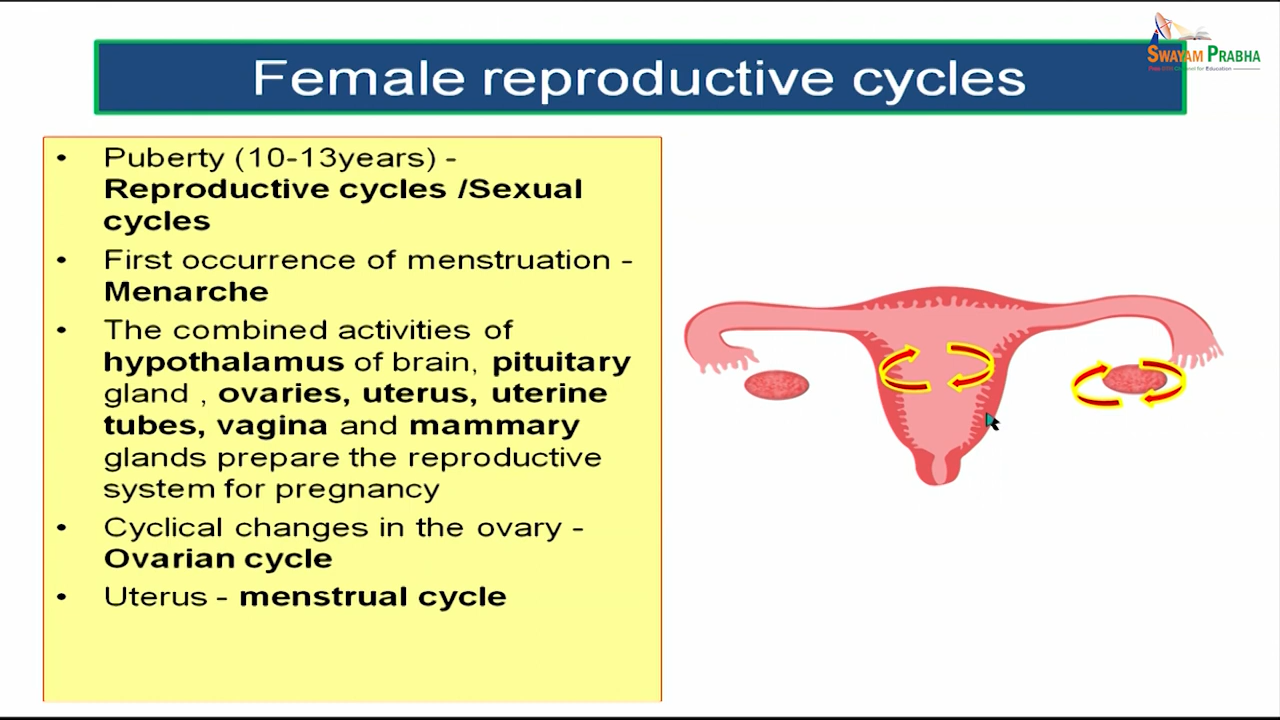 SWAYAM PRABHA
Female reproductive cycles
• Puberty (10-13years) -
Reproductive cycles /Sexual
cycles
• First occurrence of menstruation -
Menarche
• The combined activities of
hypothalamus of brain, pituitary
gland , ovaries, uterus, uterine
tubes, vagina and mammary
glands prepare the reproductive
system for pregnancy
• Cyclical changes in the ovary -
Ovarian cycle
• Uterus - menstrual cycle